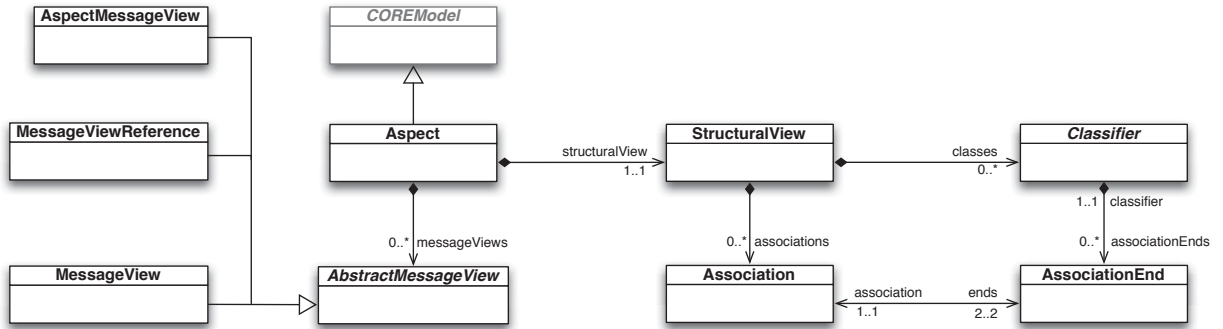 AspectMessageView
COREModel
MessageViewReference
Aspect
StructuralView
Classifier
structuralView
1..1
classes
0..*
1..1 classifier
0..* messageViews
0..* associations
0..* associationEnds
MessageView
AbstractMessageView
Association
AssociationEnd
association
1..1
ends
2..2